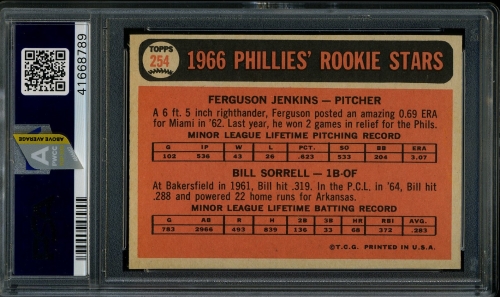 TOPPS
254
1966 PHILLIES' ROOKIE STARS
FERGUSON JENKINS — PITCHER
A 6 ft. 5 inch righthander, Ferguson posted an amazing 0.69 ERA
for Miami in '62. Last year, he won 2 games in relief for the Phils.
MINOR LEAGUE LIFETIME PITCHING RECORD
G IP W L PCT. SO BB ERA
102 536 43 26 .623 533 204 3.07
BILL SORRELL — 1B-OF
At Bakersfield in 1961, Bill hit .319. In the P.C.L. in '64, Bill hit
.288 and powered 22 home runs for Arkansas.
MINOR LEAGUE LIFETIME BATTING RECORD
G AB R H 2B 3B HR RBI AVG.
783 2966 493 839 136 33 68 372 .283
©T.C.G. PRINTED IN U.S.A.
41668789
A
ABOVE AVERAGE